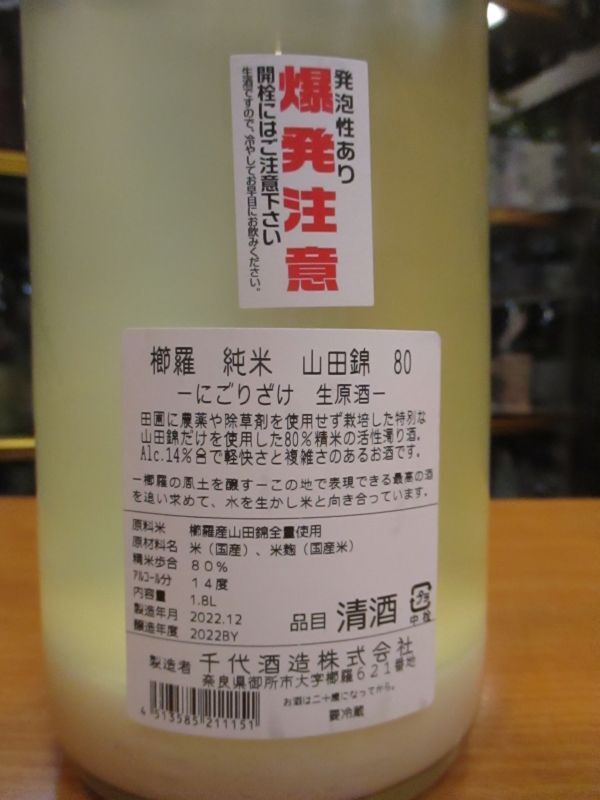 発泡性あり
爆発注意
開栓にはご注意下さい
生酒ですので、冷やしてお早目にお飲みください。
櫛羅　純米　山田錦　80
－にごりざけ　生原酒－
田圃に農薬や除草剤を使用せず栽培した特別な
山田錦だけを使用した80％精米の活性濁り酒。
Alc.14％台で軽快さと複雑さのあるお酒です。
－櫛羅の風土を醸す－この地で表現できる最高の酒
を追い求めて、水を生かし米と向き合っています。
原料米　櫛羅産山田錦全量使用
原材料名　米（国産）、米麹（国産米）
精米歩合　８０％
アルコール分　１４度
内容量　1.8L
製造年月　2022.12
醸造年度　2022BY
品目　清酒
プラ
中栓
製造者　千代酒造株式会社
奈良県御所市大字櫛羅６２１番地
お酒は二十歳になってから。
要冷蔵
4 513585 211151